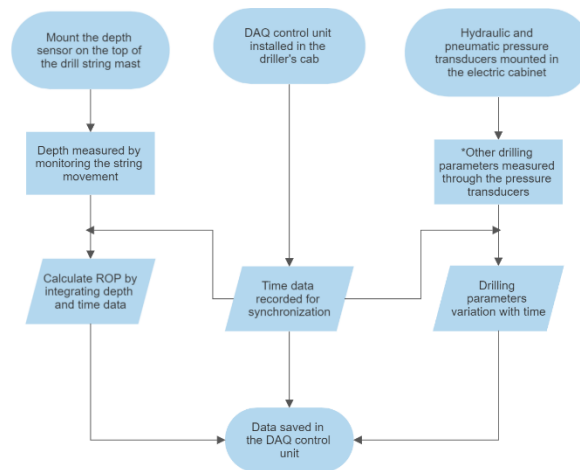 Mount the depth
sensor on the top of
the drill string mast
DAQ control unit
installed in the
driller's cab
Hydraulic and
pneumatic pressure
transducers mounted in
the electric cabinet
Depth measured by
monitoring the string
movement
*Other drilling
parameters measured
through the pressure
transducers
Calculate ROP by
integrating depth
and time data
Time data
recorded for
synchronization
Drilling
parameters
variation with time
Data saved in
the DAQ control
unit